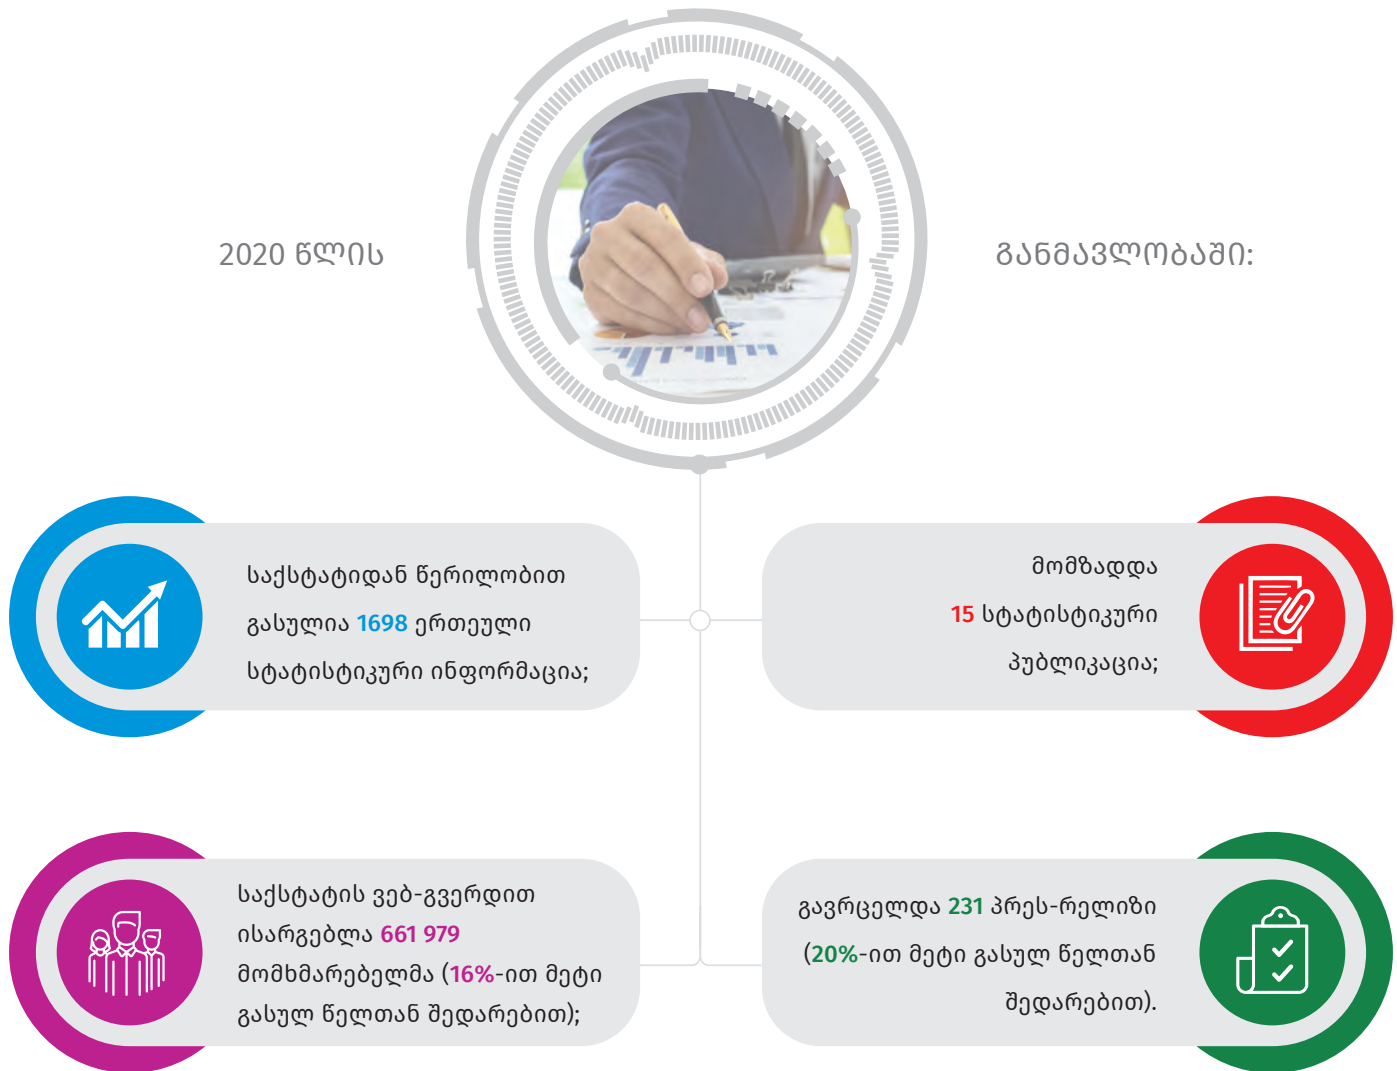 2020 წლის
განმავლობაში:
საქსტატიდან წერილობით
გასულია 1698 ერთეული
სტატისტიკური ინფორმაცია;
მომზადდა
15 სტატისტიკური
პუბლიკაცია;
საქსტატის ვებ-გვერდით
ისარგებლა 661 979
მომხმარებელმა (16%-ით მეტი
გასულ წელთან შედარებით);
გავრცელდა 231 პრეს-რელიზი
(20%-ით მეტი გასულ წელთან
შედარებით).